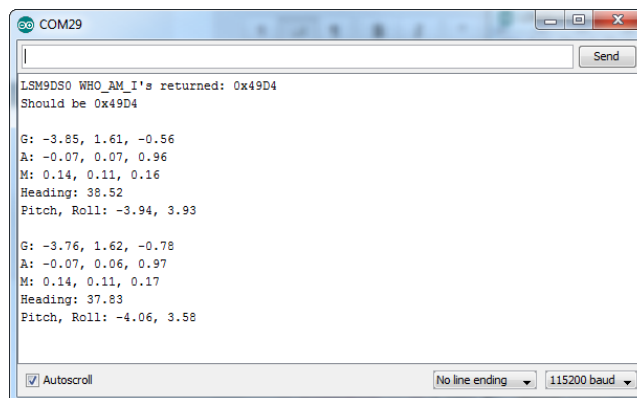 COM29
Send
LSM9DS0 WHO_AM_I's returned: 0x49D4
Should be 0x49D4
G: -3.85, 1.61, -0.56
A: -0.07, 0.07, 0.96
M: 0.14, 0.11, 0.16
Heading: 38.52
Pitch, Roll: -3.94, 3.93
G: -3.76, 1.62, -0.78
A: -0.07, 0.06, 0.97
M: 0.14, 0.11, 0.17
Heading: 37.83
Pitch, Roll: -4.06, 3.58
Autoscroll
No line ending
115200 baud